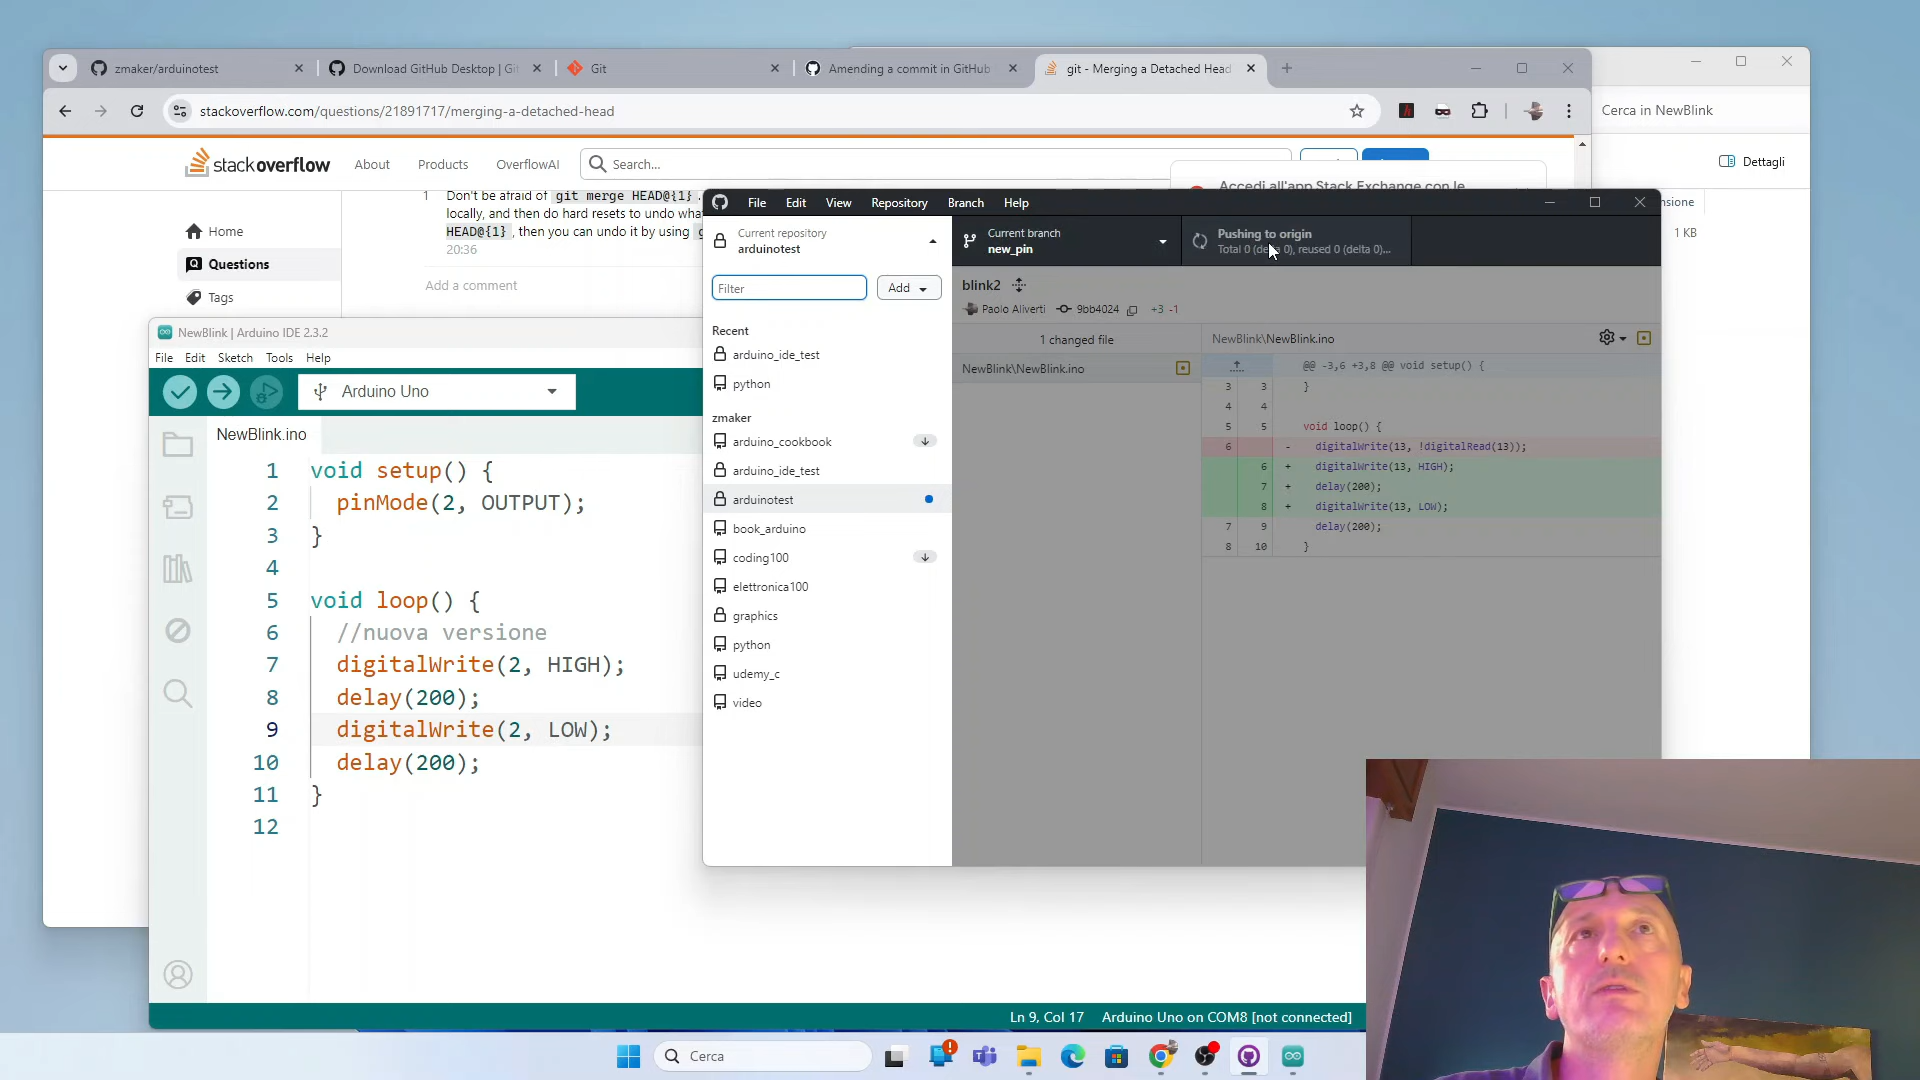 zmaker/arduinotest
Download GitHub Desktop | Git
Git
Amending a commit in GitHub
git - Merging a Detached Head
stackoverflow.com/questions/21891717/merging-a-detached-head
Cerca in NewBlink
Dettagli
1 KB
stackoverflow
About
Products
OverflowAI
Search...
Accedi all'app Stack Exchange con le
1
Don't be afraid of git merge HEAD@{1}.
locally, and then do hard resets to undo
HEAD@{1}, then you can undo it by using
20:36
Add a comment
Home
Questions
Tags
File Edit View Repository Branch Help
Current repository
arduinotest
Current branch
new_pin
Pushing to origin
Total 0 (delta 0), reused 0 (delta 0)...
Filter
Add
Recent
arduino_ide_test
python
zmaker
arduino_cookbook
arduino_ide_test
arduinotest
book_arduino
coding100
elettronica100
graphics
python
udemy_c
video
blink2
Paolo Aliverti 9bb4024 +3 -1
1 changed file
NewBlink\NewBlink.ino
NewBlink\NewBlink.ino
@@ -3,6 +3,8 @@ void setup() {
3 3 }
4 4
5 5 void loop() {
6 - digitalWrite(13, !digitalRead(13));
6 + digitalWrite(13, HIGH);
7 + delay(200);
8 + digitalWrite(13, LOW);
7 9 delay(200);
8 10 }
NewBlink | Arduino IDE 2.3.2
File Edit Sketch Tools Help
Arduino Uno
NewBlink.ino
1 void setup() {
2 pinMode(2, OUTPUT);
3 }
4
5 void loop() {
6 //nuova versione
7 digitalWrite(2, HIGH);
8 delay(200);
9 digitalWrite(2, LOW);
10 delay(200);
11 }
12
Ln 9, Col 17 Arduino Uno on COM8 [not connected]
Cerca